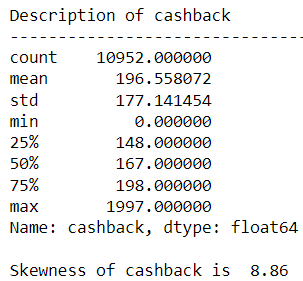 Description of cashback
--------------------------------
count 10952.000000
mean 196.558072
std 177.141454
min 0.000000
25% 148.000000
50% 167.000000
75% 198.000000
max 1997.000000
Name: cashback, dtype: float64
Skewness of cashback is 8.86